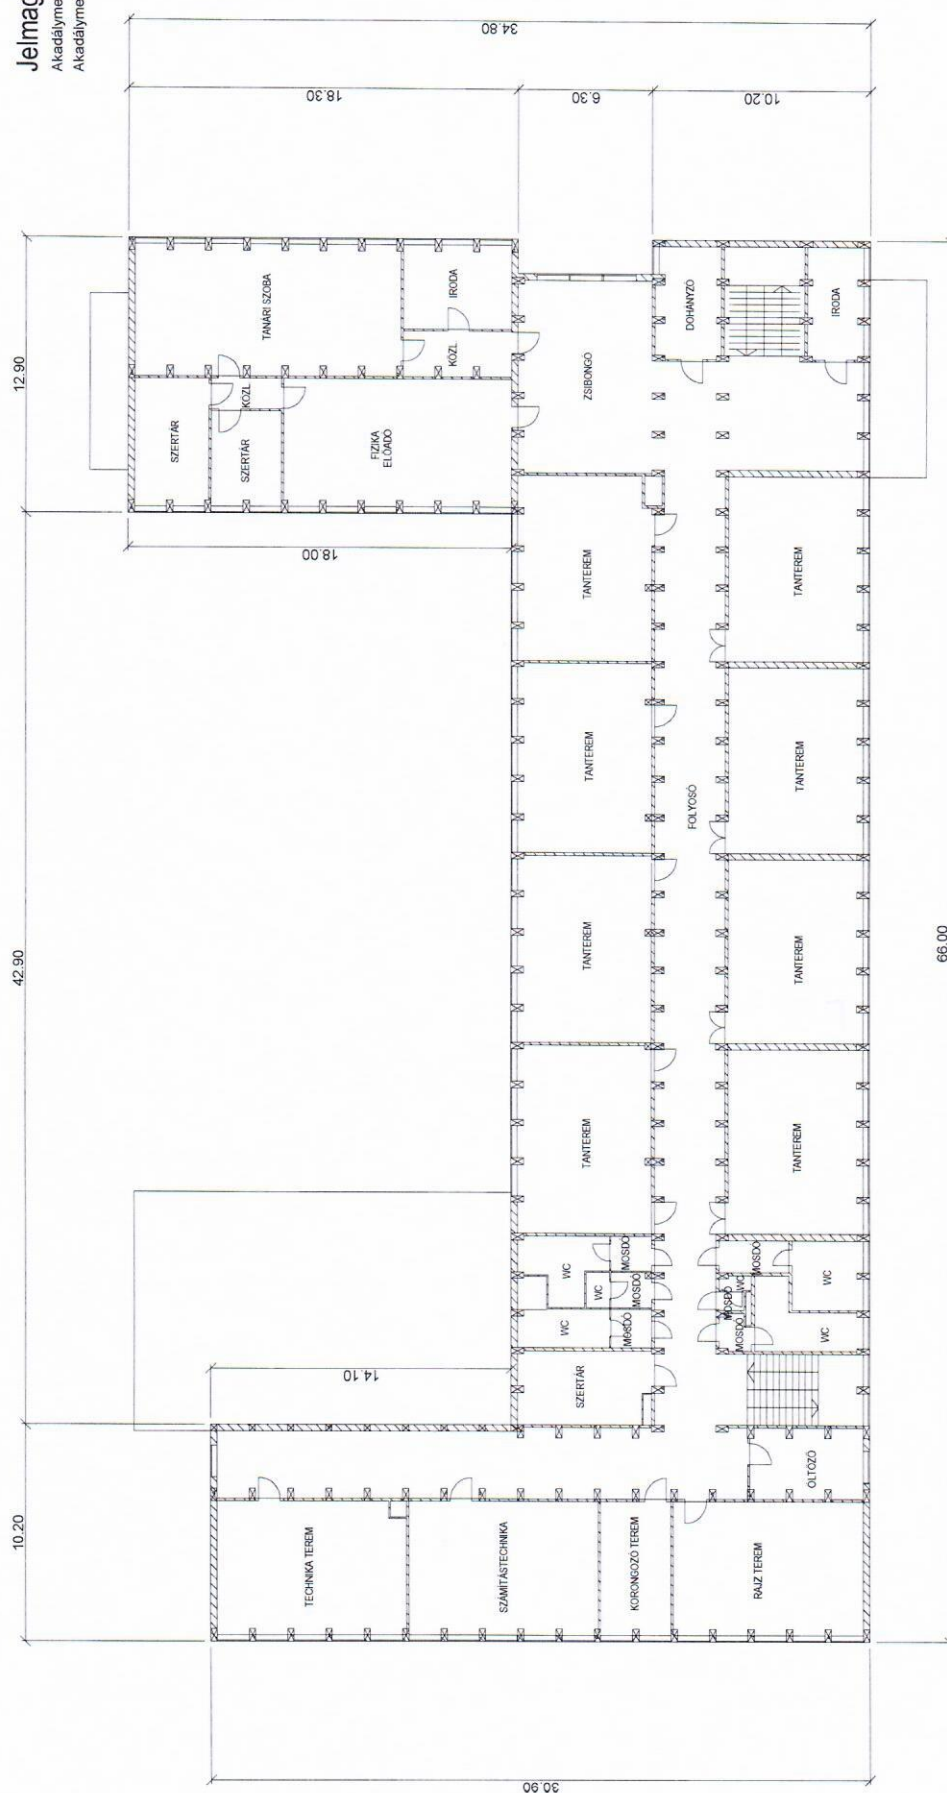 Jelmag
Akadályme
Akadályme
34.80
18.30
6.30
10.20
12.90
42.90
10.20
66.00
18.00
14.10
30.90
TANÁRI SZOBA
IRODA
KÖZL.
SZERTÁR
KÖZL.
SZERTÁR
FIZIKA
ELŐADÓ
ZSIBONGÓ
DOHÁNYZÓ
IRODA
TANTEREM
TANTEREM
TANTEREM
TANTEREM
FOLYOSÓ
TANTEREM
TANTEREM
TANTEREM
TANTEREM
WC
MOSDÓ
WC
MOSDÓ
WC
MOSDÓ
MOSDÓ
WC
WC
MOSDÓ
MOSDÓ
WC
SZERTÁR
ÖLTÖZŐ
TECHNIKA TEREM
SZÁMÍTÁSTECHNIKA
KORONGOZÓ TEREM
RAJZ TEREM